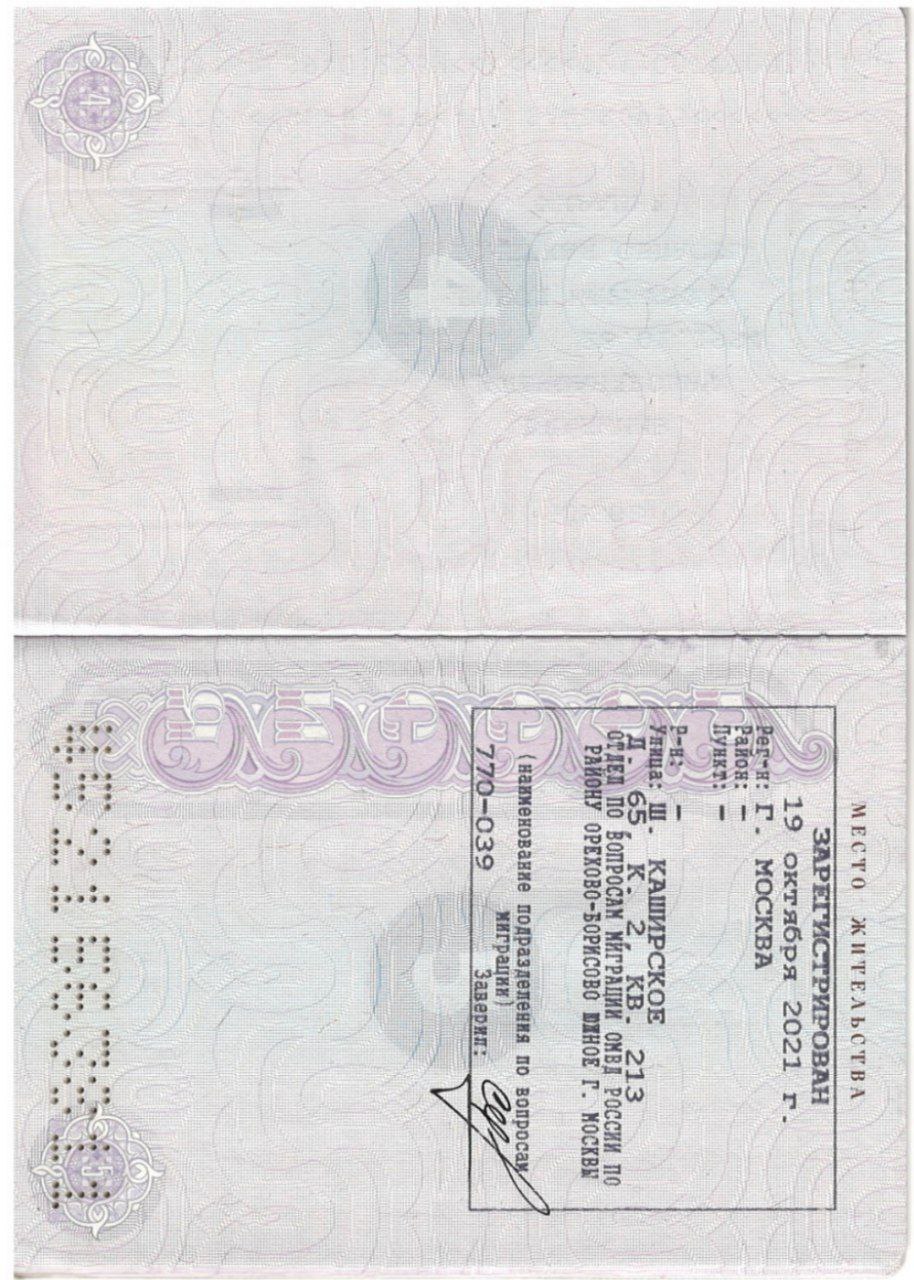 МЕСТО ЖИТЕЛЬСТВА
ЗАРЕГИСТРИРОВАН
19 октября 2021 г.
Рег-н: Г. МОСКВА
Район: -
Пункт: -
Р-н: -
Улица: Ш. КАШИРСКОЕ
Д. 65, К. 2, КВ. 213
ОТДЕЛ ПО ВОПРОСАМ МИГРАЦИИ ОМВД РОССИИ ПО
РАЙОНУ ОРЕХОВО-БОРИСОВО ЮЖНОЕ Г. МОСКВЫ
(наименование подразделения по вопросам
миграции)
770-039 Заверил:
4
4
5